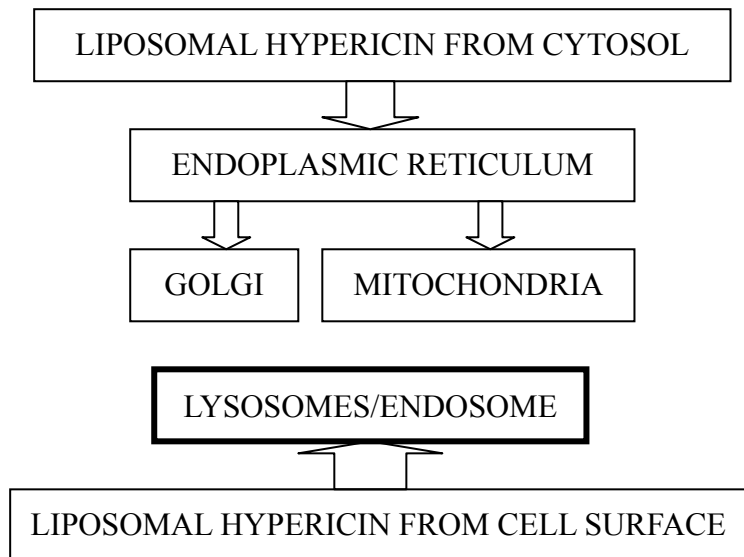 LIPOSOMAL HYPERICIN FROM CYTOSOL
ENDOPLASMIC RETICULUM
GOLGI
MITOCHONDRIA
LYSOSOMES/ENDOSOME
LIPOSOMAL HYPERICIN FROM CELL SURFACE